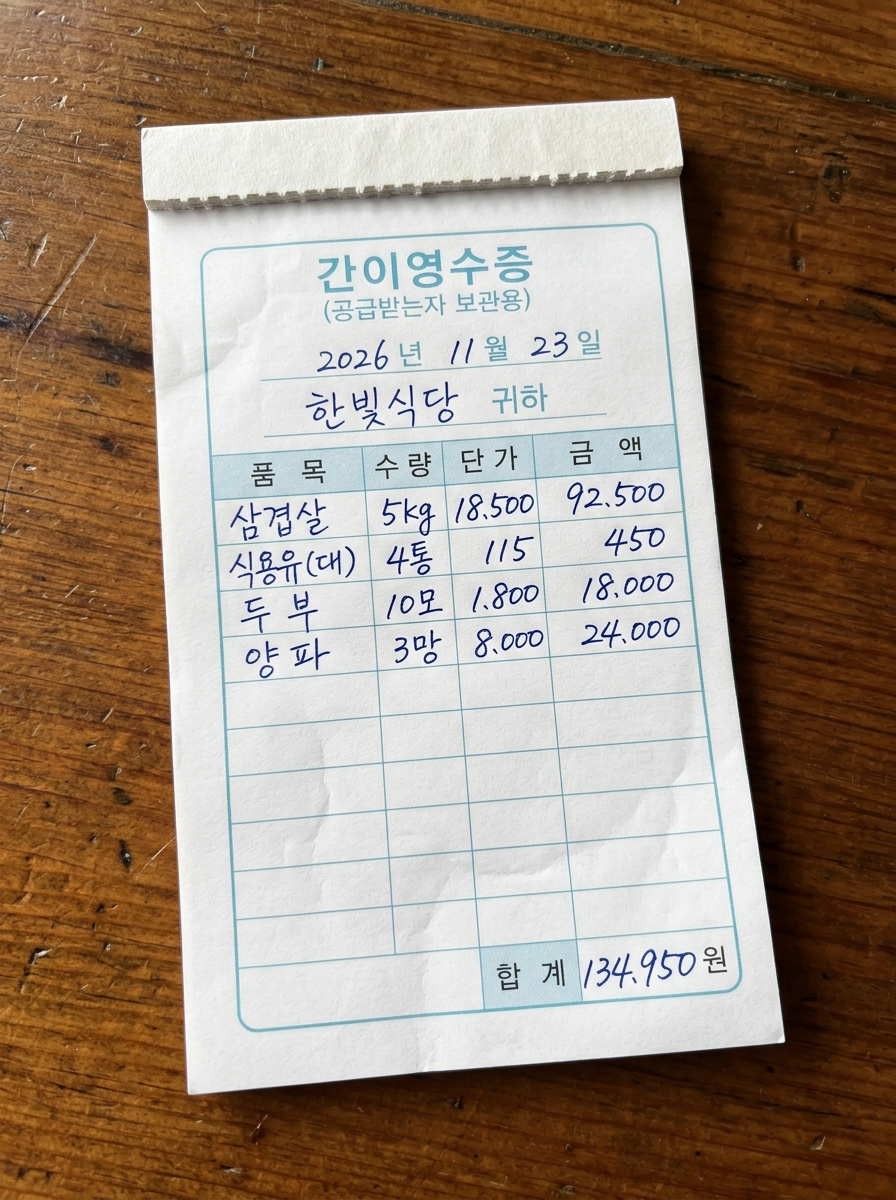 간이영수증
(공급받는자 보관용)
2026 년 11 월 23 일
한빛식당 귀하
품 목 수량 단가 금 액
삼겹살 5kg 18.500 92.500
식용유(대) 4통 115 450
두부 10모 1.800 18.000
양파 3망 8.000 24.000
합 계 134.950 원